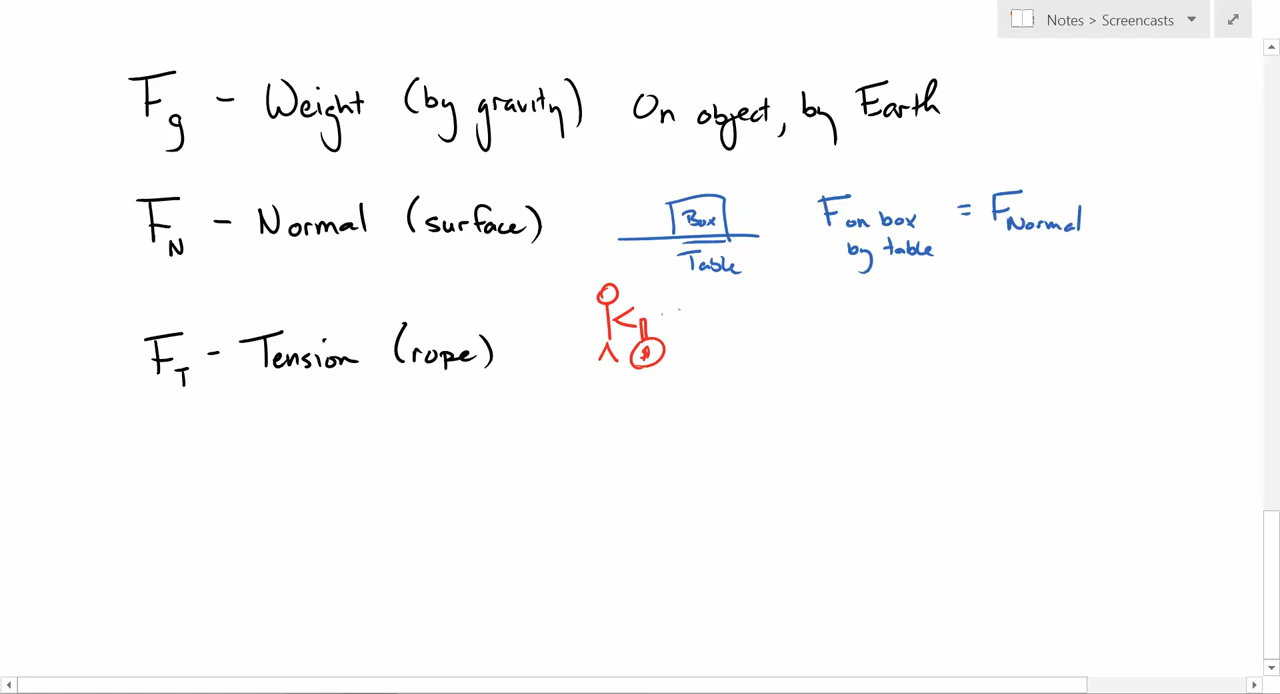 Notes > Screencasts
Fg - Weight (by gravity) On object, by Earth
FN - Normal (surface) Box F on box = FNormal
Table by table
FT - Tension (rope)